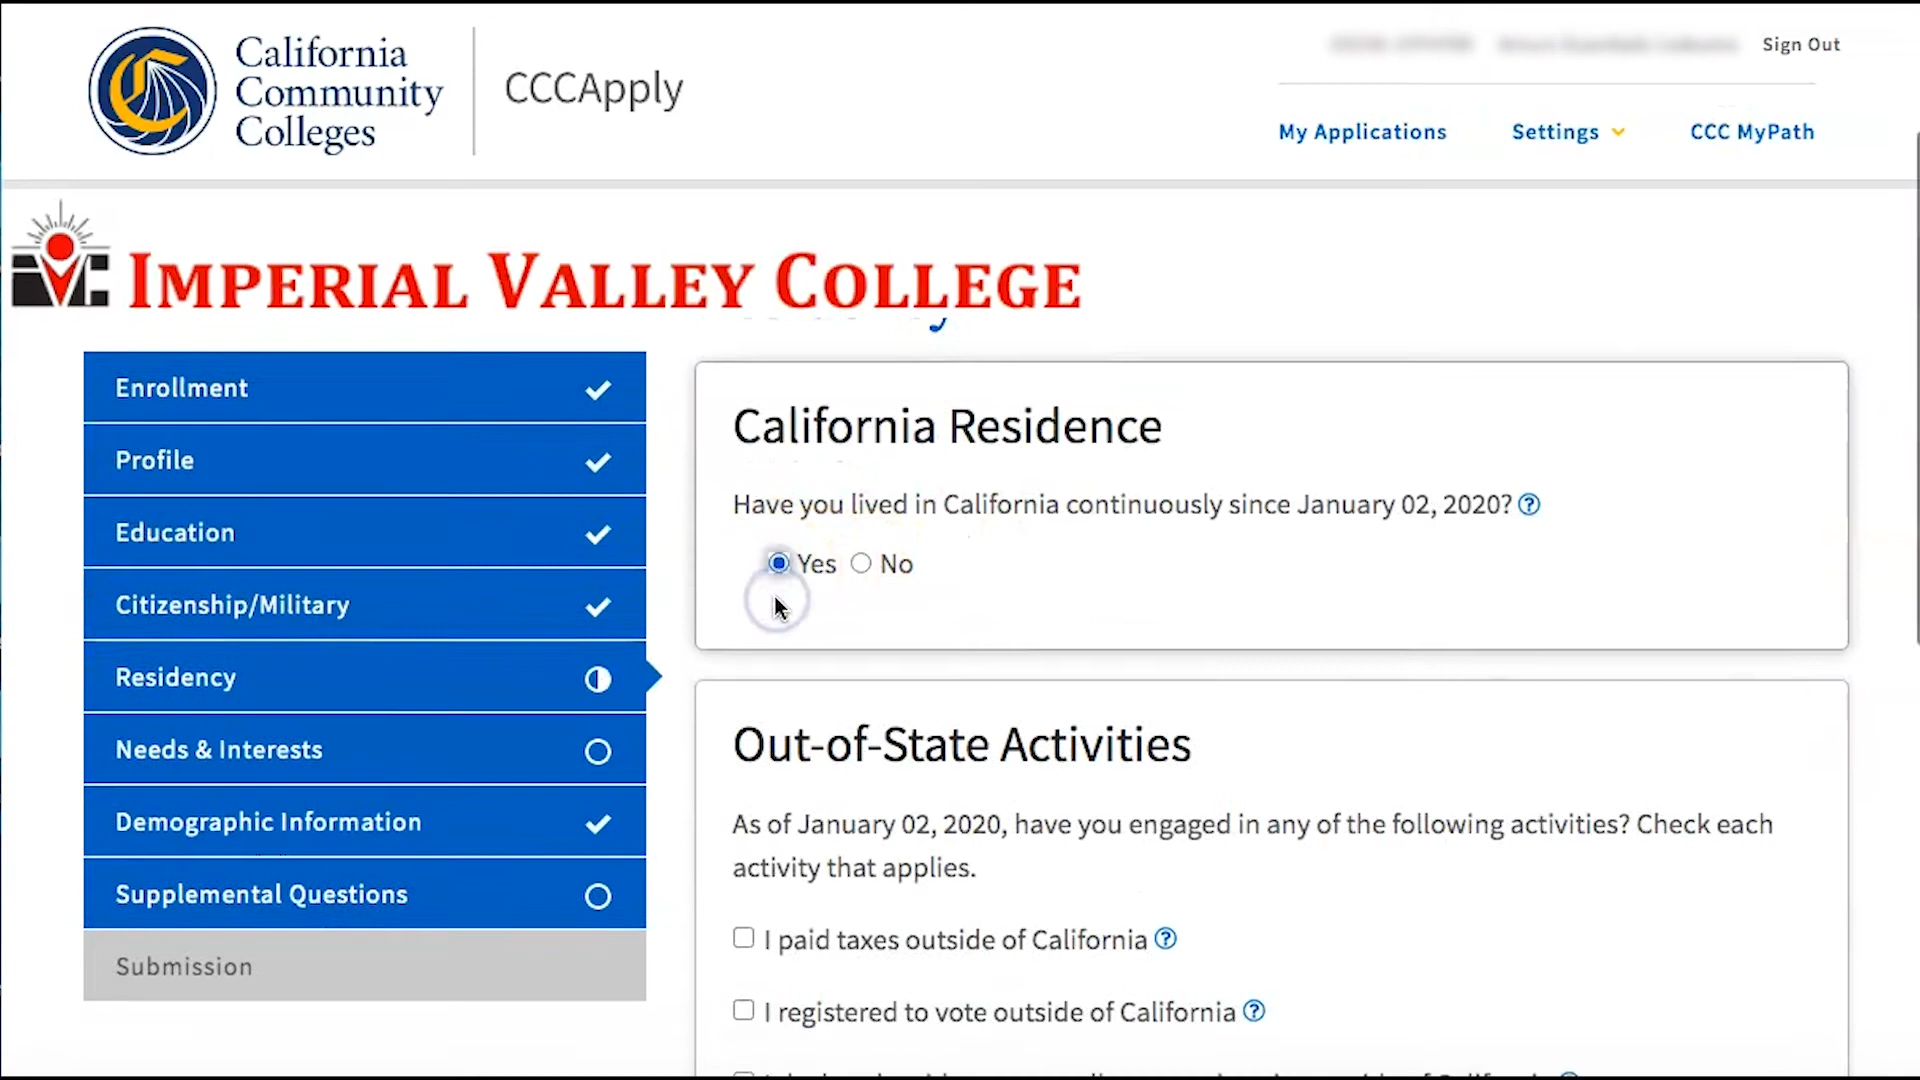 California
Community
Colleges
CCCApply
Sign Out
My Applications
Settings
CCC MyPath
IVC IMPERIAL VALLEY COLLEGE
Enrollment
Profile
Education
Citizenship/Military
Residency
Needs & Interests
Demographic Information
Supplemental Questions
Submission
California Residence
Have you lived in California continuously since January 02, 2020? ?
Yes No
Out-of-State Activities
As of January 02, 2020, have you engaged in any of the following activities? Check each
activity that applies.
I paid taxes outside of California ?
I registered to vote outside of California ?